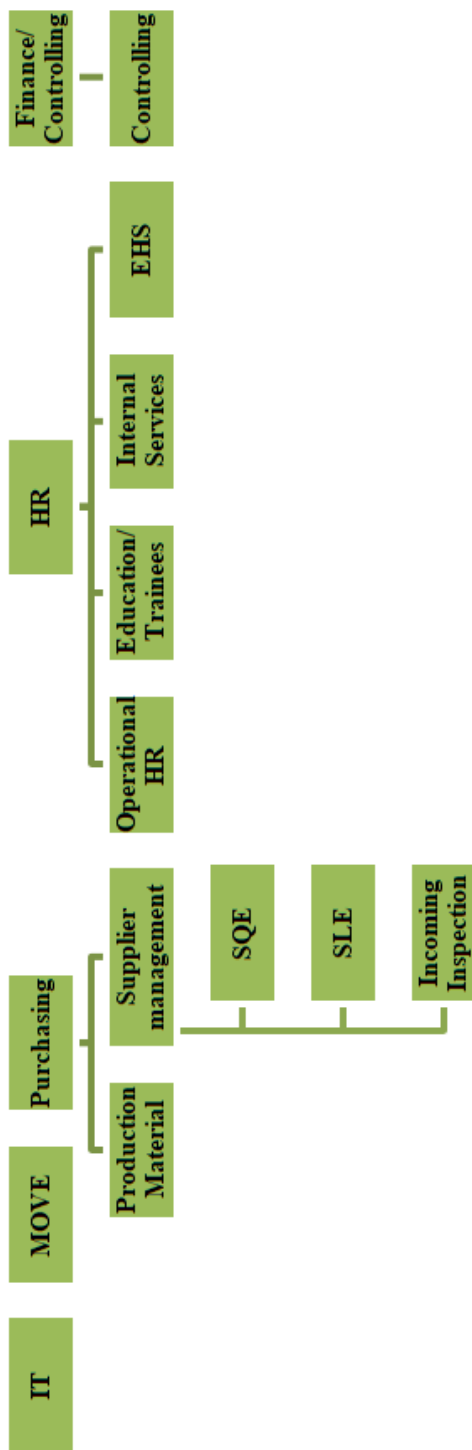 IT
MOVE
Purchasing
HR
Finance/
Controlling
Production
Material
Supplier
management
Operational
HR
Education/
Trainees
Internal
Services
EHS
Controlling
SQE
SLE
Incoming
Inspection